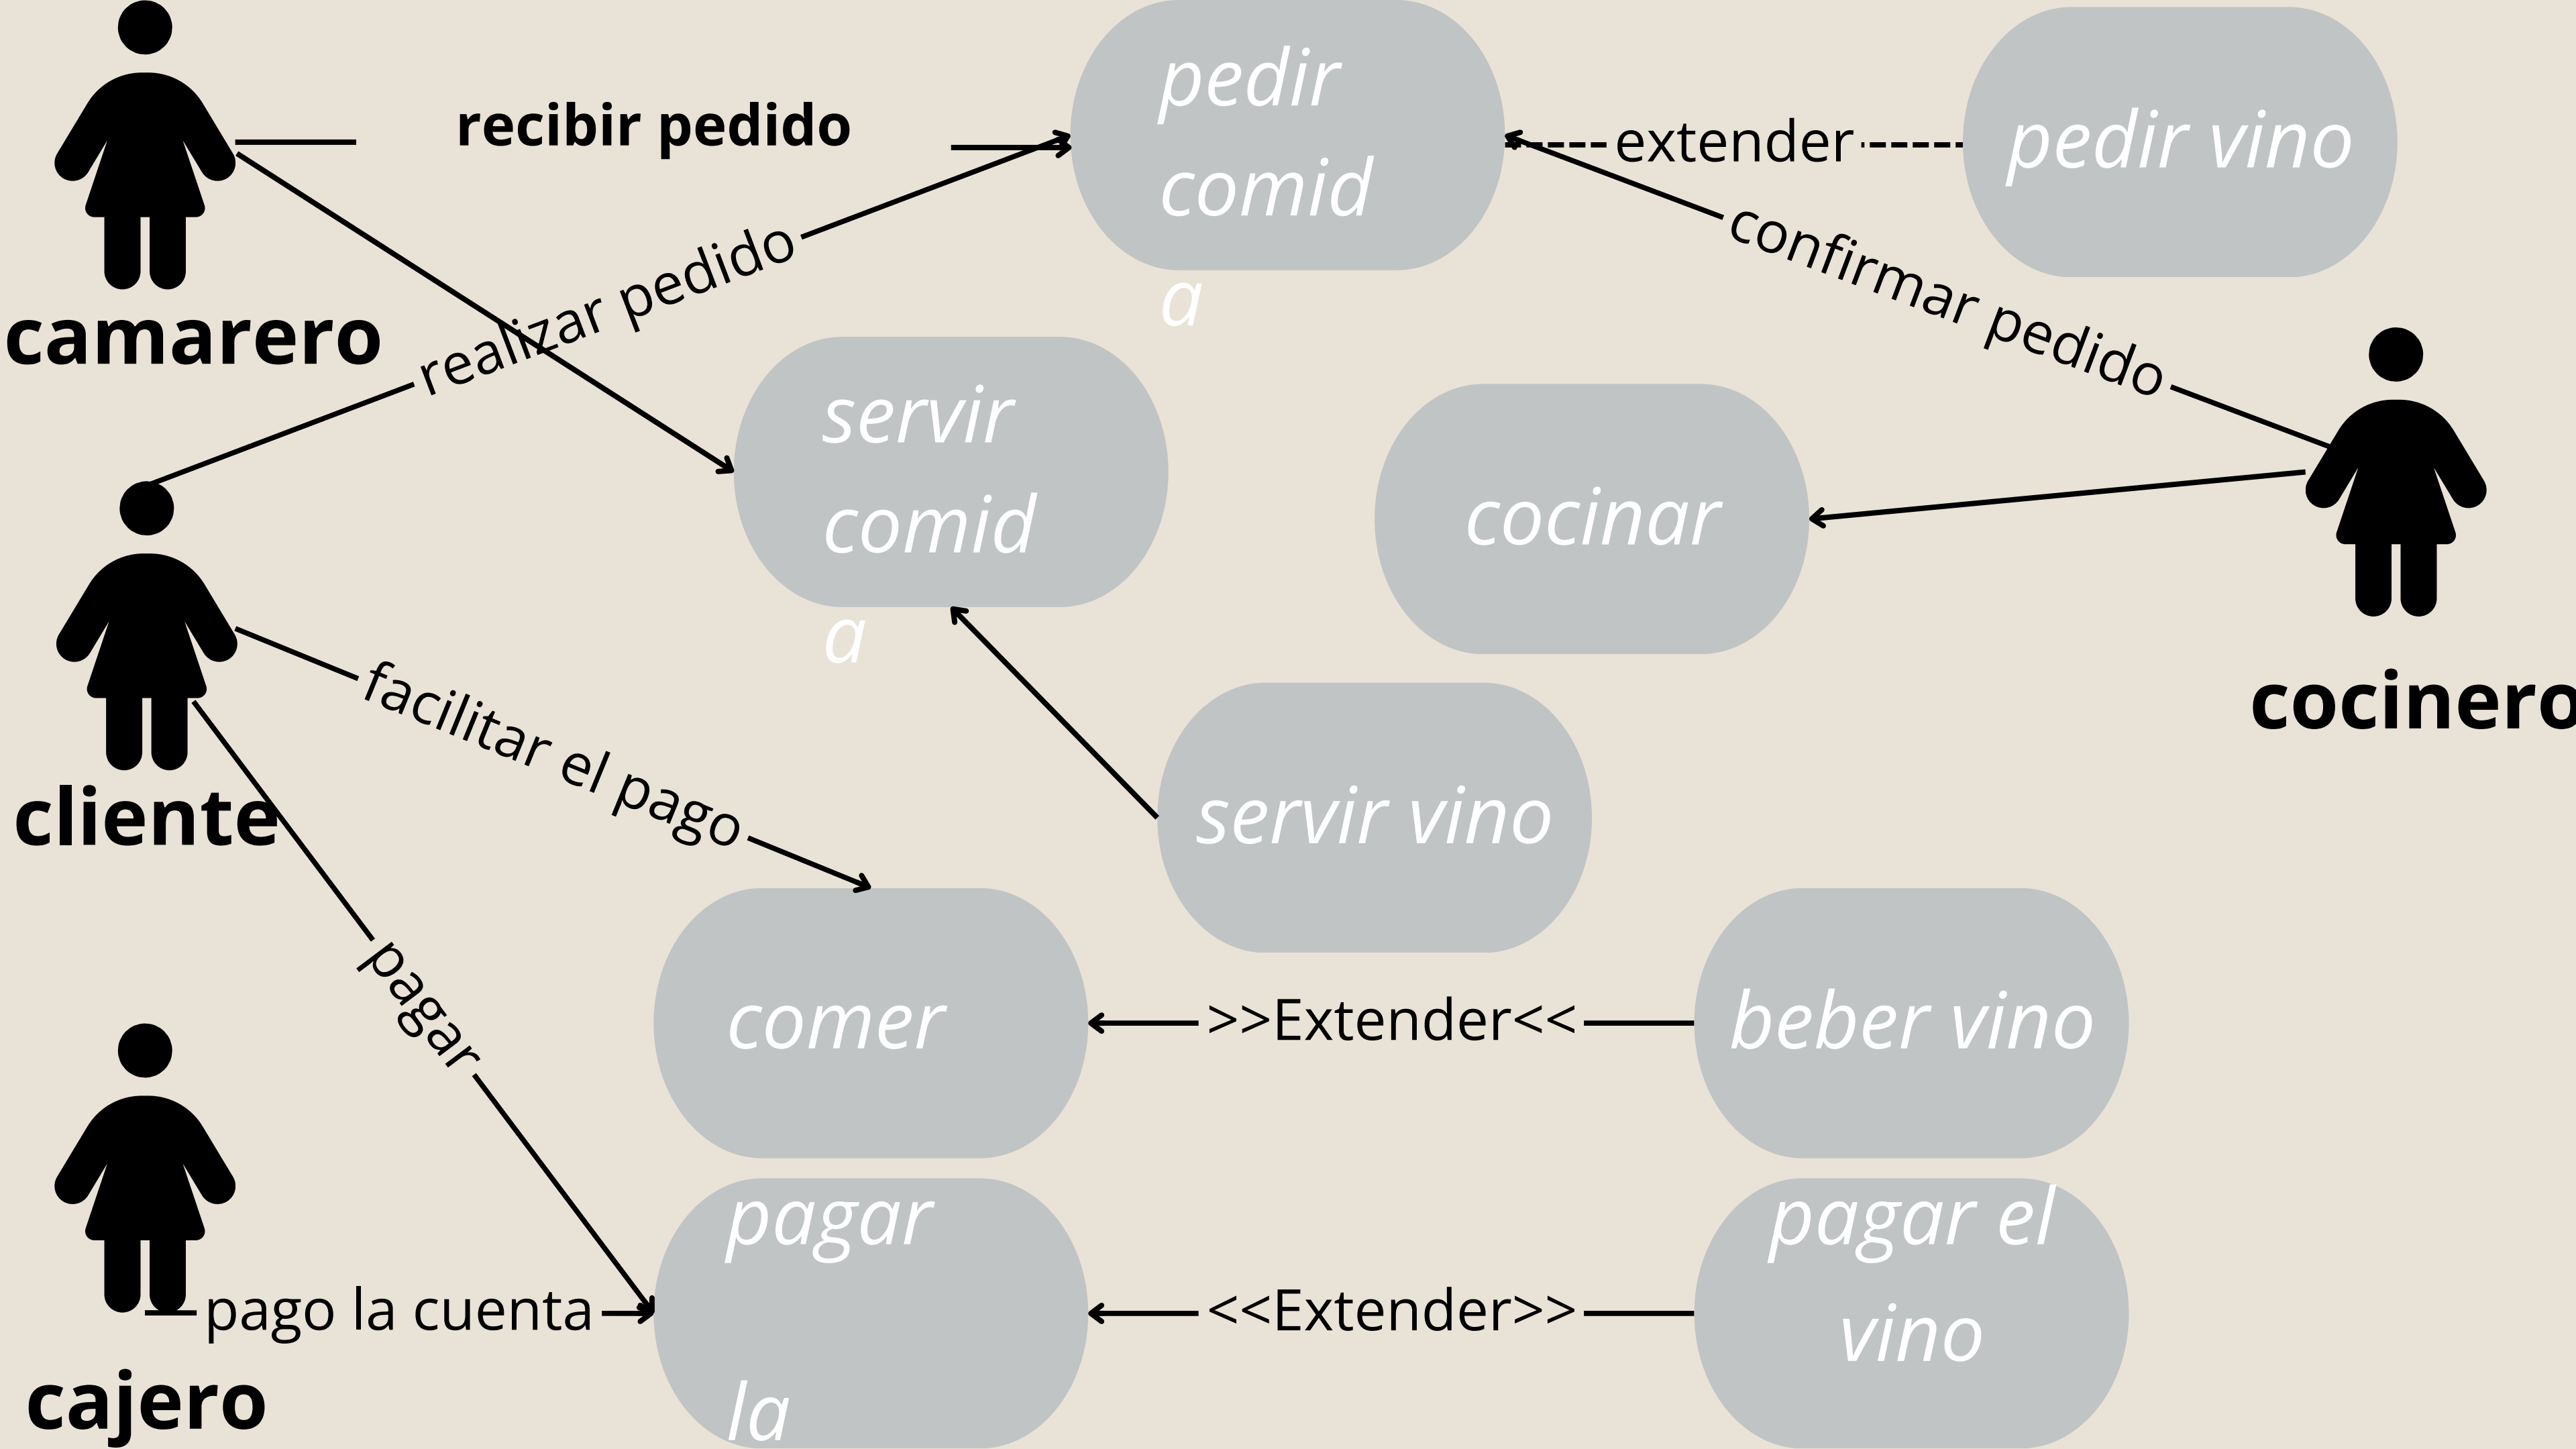 pedir
comid
a
pedir vino
recibir pedido
extender
confirmar pedido
realizar pedido
camarero
servir
comid
a
cocinar
cocinero
facilitar el pago
servir vino
cliente
pagar
comer
>>Extender<<
beber vino
pagar
la
pagar el
vino
pago la cuenta
<<Extender>>
cajero